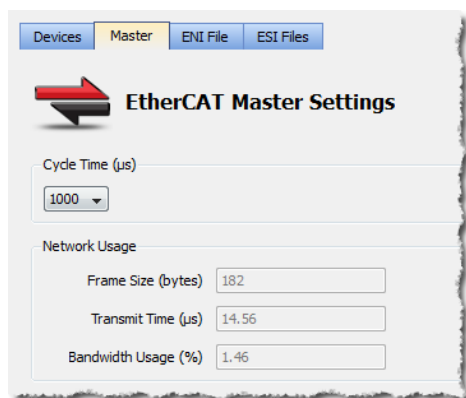 Devices Master ENI File ESI Files
EtherCAT Master Settings
Cycle Time (µs)
1000
Network Usage
Frame Size (bytes) 182
Transmit Time (µs) 14.56
Bandwidth Usage (%) 1.46